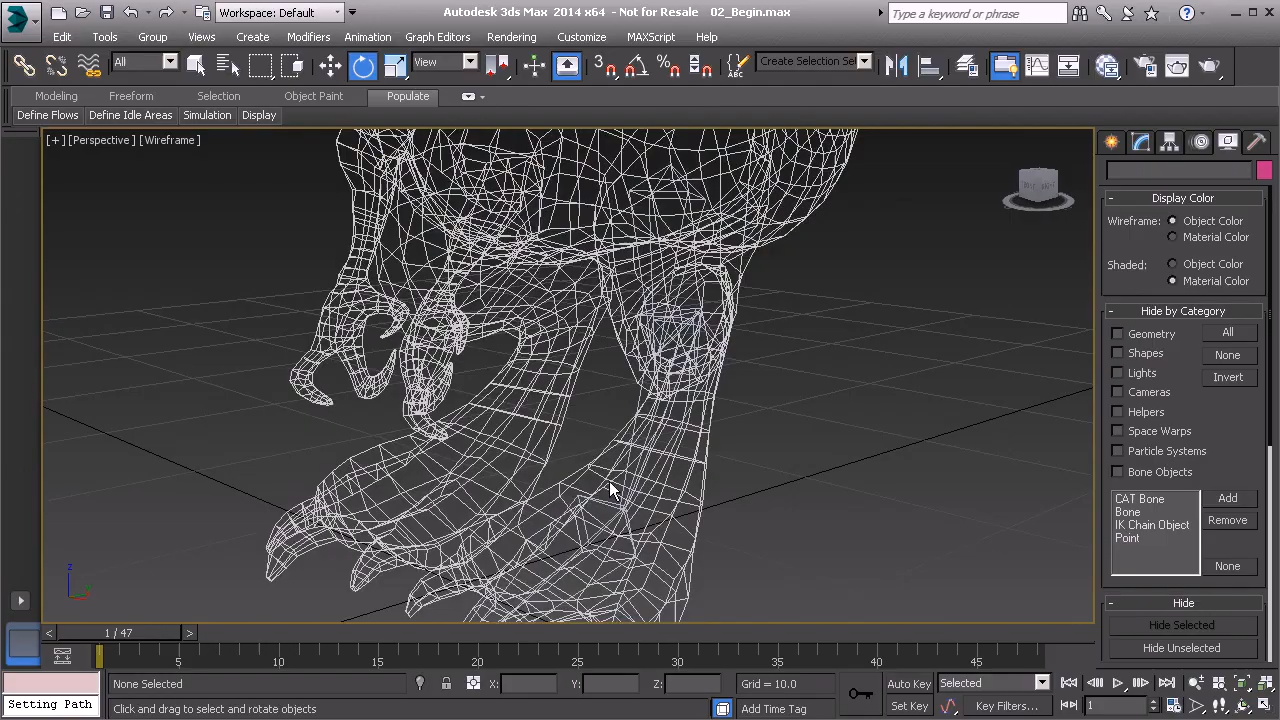 Workspace: Default
Autodesk 3ds Max 2014 x64 - Not for Resale 02_Begin.max
Type a keyword or phrase
Edit Tools Group Views Create Modifiers Animation Graph Editors Rendering Customize MAXScript Help
All
View
3
Create Selection Se
Modeling Freeform Selection Object Paint Populate
Define Flows Define Idle Areas Simulation Display
[+] [Perspective ] [Wireframe ]
Display Color
Wireframe: Object Color
Material Color
Shaded: Object Color
Material Color
Hide by Category
Geometry All
Shapes None
Lights Invert
Cameras
Helpers
Space Warps
Particle Systems
Bone Objects
CAT Bone Add
Bone
IK Chain Object Remove
Point
None
Hide
Hide Selected
Hide Unselected
z
< 1 / 47 >
5 10 15 20 25 30 35 40 45
None Selected X: Y: Z: Grid = 10.0 Auto Key Selected
Setting Path Click and drag to select and rotate objects Add Time Tag Set Key Key Filters... 1